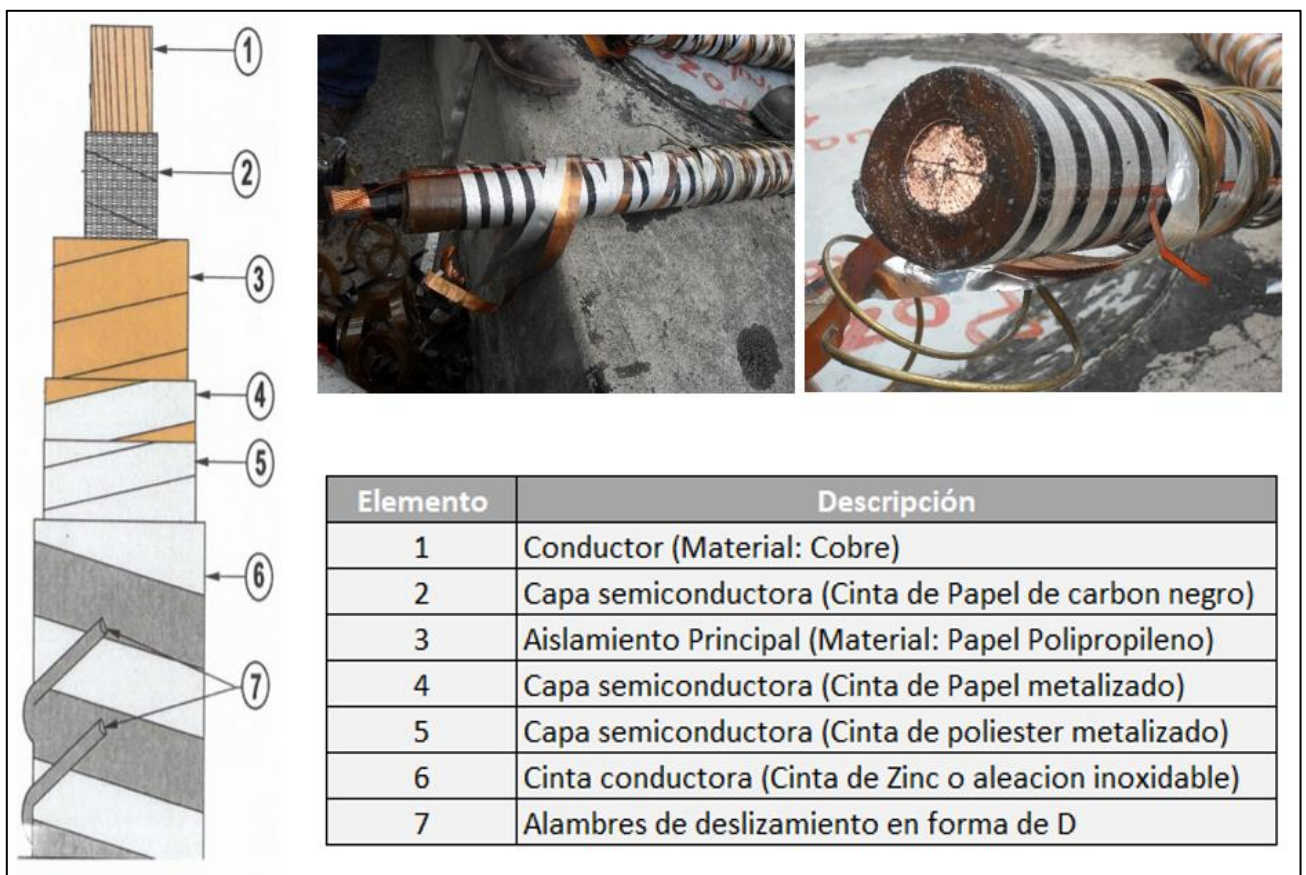 1
2
3
4
5
6
7
Elemento Descripción
1 Conductor (Material: Cobre)
2 Capa semiconductora (Cinta de Papel de carbon negro)
3 Aislamiento Principal (Material: Papel Polipropileno)
4 Capa semiconductora (Cinta de Papel metalizado)
5 Capa semiconductora (Cinta de poliester metalizado)
6 Cinta conductora (Cinta de Zinc o aleacion inoxidable)
7 Alambres de deslizamiento en forma de D